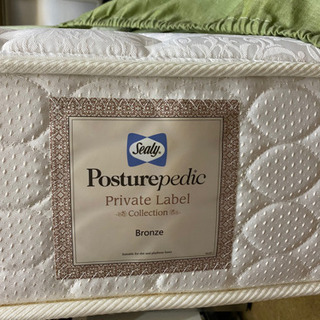 Sealy
Posturepedic
Private Label
Collection
Bronze